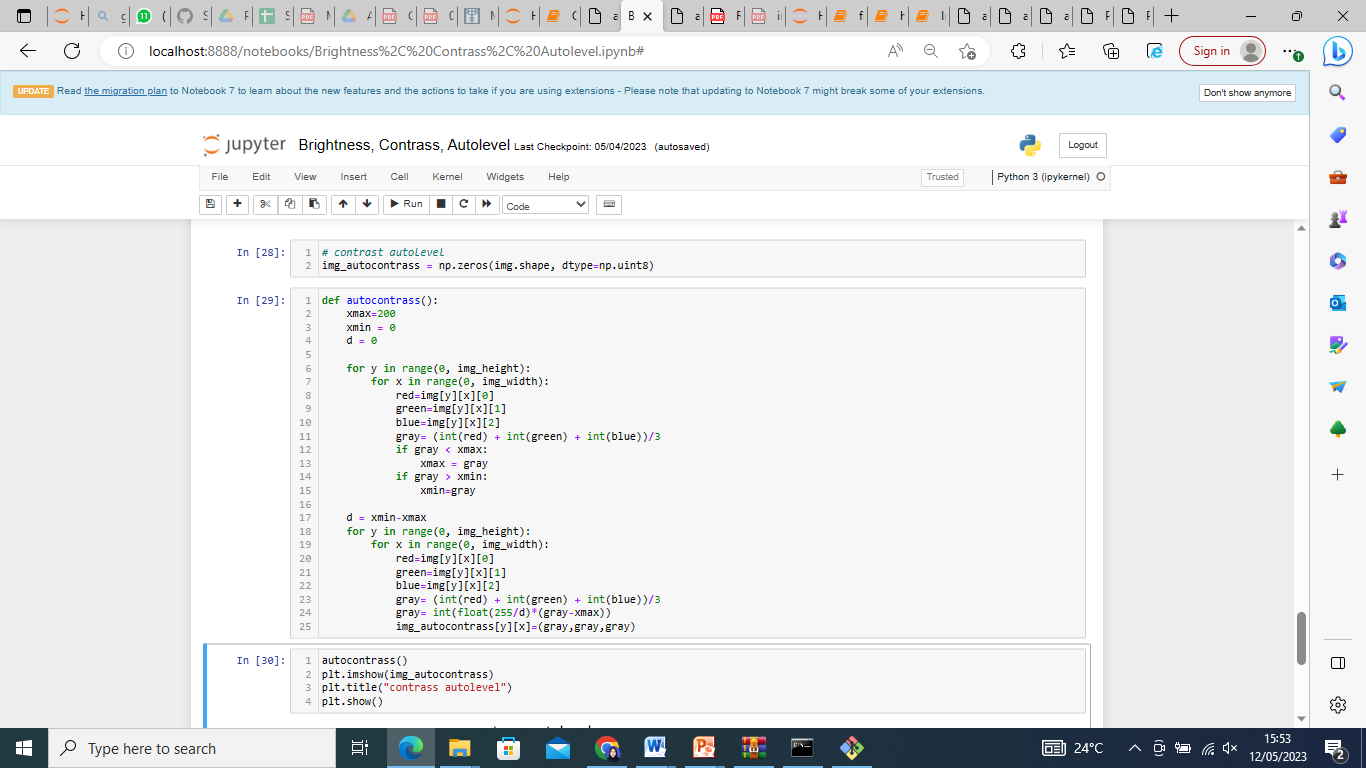 localhost:8888/notebooks/Brightness%2C%20Contrass%2C%20Autolevel.ipynb#
Sign in
UPDATE Read the migration plan to Notebook 7 to learn about the new features and the actions to take if you are using extensions - Please note that updating to Notebook 7 might break some of your extensions.
Don't show anymore
jupyter Brightness, Contrass, Autolevel Last Checkpoint: 05/04/2023 (autosaved)
Logout
File Edit View Insert Cell Kernel Widgets Help
Trusted
Python 3 (ipykernel)
Run
Code
In [28]:
1 # contrast autolevel
2 img_autocontrass = np.zeros(img.shape, dtype=np.uint8)
In [29]:
1 def autocontrass():
2     xmax=200
3     xmin = 0
4     d = 0
5
6     for y in range(0, img_height):
7         for x in range(0, img_width):
8             red=img[y][x][0]
9             green=img[y][x][1]
10             blue=img[y][x][2]
11             gray= (int(red) + int(green) + int(blue))/3
12             if gray < xmax:
13                 xmax = gray
14             if gray > xmin:
15                 xmin=gray
16
17     d = xmin-xmax
18     for y in range(0, img_height):
19         for x in range(0, img_width):
20             red=img[y][x][0]
21             green=img[y][x][1]
22             blue=img[y][x][2]
23             gray= (int(red) + int(green) + int(blue))/3
24             gray= int(float(255/d)*(gray-xmax))
25             img_autocontrass[y][x]=(gray,gray,gray)
In [30]:
1 autocontrass()
2 plt.imshow(img_autocontrass)
3 plt.title("contrass autolevel")
4 plt.show()
Type here to search
24°C
15:53
12/05/2023
2